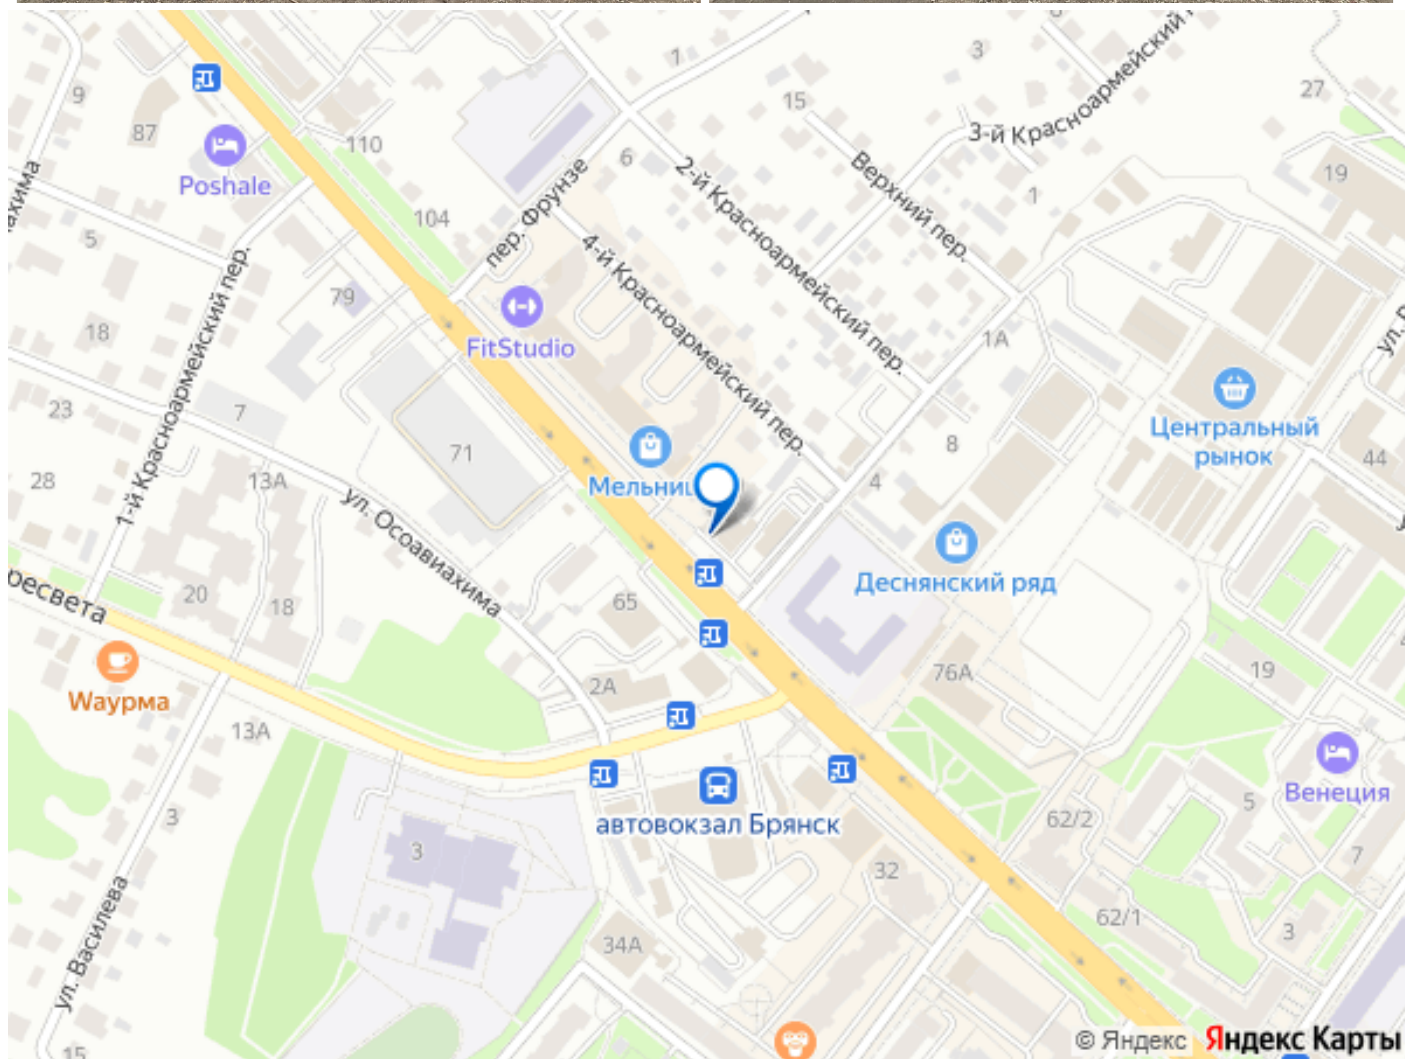 9
87
110
Poshale
104
5
79
18
1-й Красноармейский пер.
пер. Фрунзе
1
3
15
6
3-й Красноармейский
27
19
2-й Красноармейский пер.
Верхний пер.
1
4-й Красноармейский пер.
FitStudio
1А
Центральный
рынок
23
7
71
8
44
28
13А
ул. Осоавиахима
4
Деснянский ряд
20
18
65
Waурма
2А
76А
19
13А
автовокзал Брянск
Венеция
5
3
3
62/2
32
7
ул. Василева
34А
62/1
3
15
© Яндекс Яндекс Карты